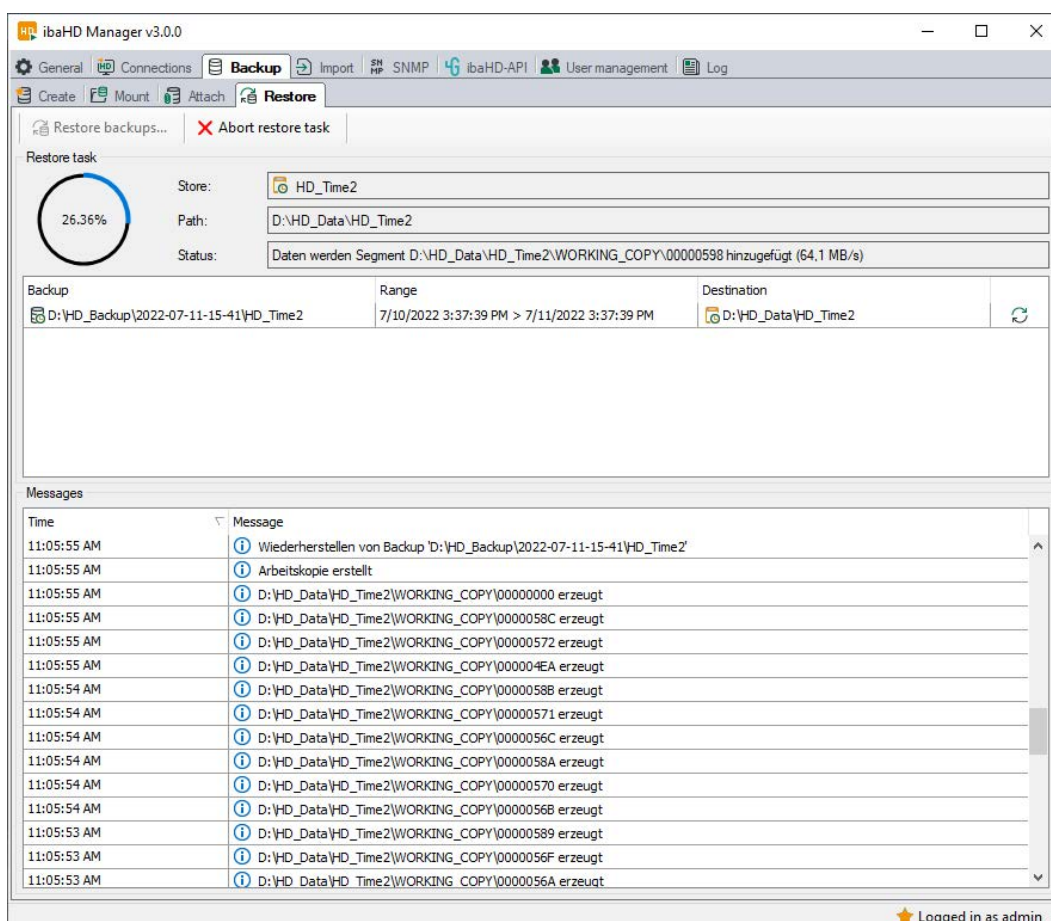 HD ibaHD Manager v3.0.0
General HD Connections Backup Import SNMP ibaHD-API User management Log
Create Mount Attach Restore
Restore backups... Abort restore task
Restore task
26.36%
Store: HD_Time2
Path: D:\HD_Data\HD_Time2
Status: Daten werden Segment D:\HD_Data\HD_Time2\WORKING_COPY\00000598 hinzugefügt (64,1 MB/s)
Backup Range Destination
D:\HD_Backup\2022-07-11-15-41\HD_Time2 7/10/2022 3:37:39 PM > 7/11/2022 3:37:39 PM D:\HD_Data\HD_Time2
Messages
Time Message
11:05:55 AM Wiederherstellen von Backup 'D:\HD_Backup\2022-07-11-15-41\HD_Time2'
11:05:55 AM Arbeitskopie erstellt
11:05:55 AM D:\HD_Data\HD_Time2\WORKING_COPY\00000000 erzeugt
11:05:55 AM D:\HD_Data\HD_Time2\WORKING_COPY\0000058C erzeugt
11:05:55 AM D:\HD_Data\HD_Time2\WORKING_COPY\00000572 erzeugt
11:05:55 AM D:\HD_Data\HD_Time2\WORKING_COPY\000004EA erzeugt
11:05:54 AM D:\HD_Data\HD_Time2\WORKING_COPY\0000058B erzeugt
11:05:54 AM D:\HD_Data\HD_Time2\WORKING_COPY\00000571 erzeugt
11:05:54 AM D:\HD_Data\HD_Time2\WORKING_COPY\0000056C erzeugt
11:05:54 AM D:\HD_Data\HD_Time2\WORKING_COPY\0000058A erzeugt
11:05:54 AM D:\HD_Data\HD_Time2\WORKING_COPY\00000570 erzeugt
11:05:54 AM D:\HD_Data\HD_Time2\WORKING_COPY\0000056B erzeugt
11:05:53 AM D:\HD_Data\HD_Time2\WORKING_COPY\00000589 erzeugt
11:05:53 AM D:\HD_Data\HD_Time2\WORKING_COPY\0000056F erzeugt
11:05:53 AM D:\HD_Data\HD_Time2\WORKING_COPY\0000056A erzeugt
Logged in as admin